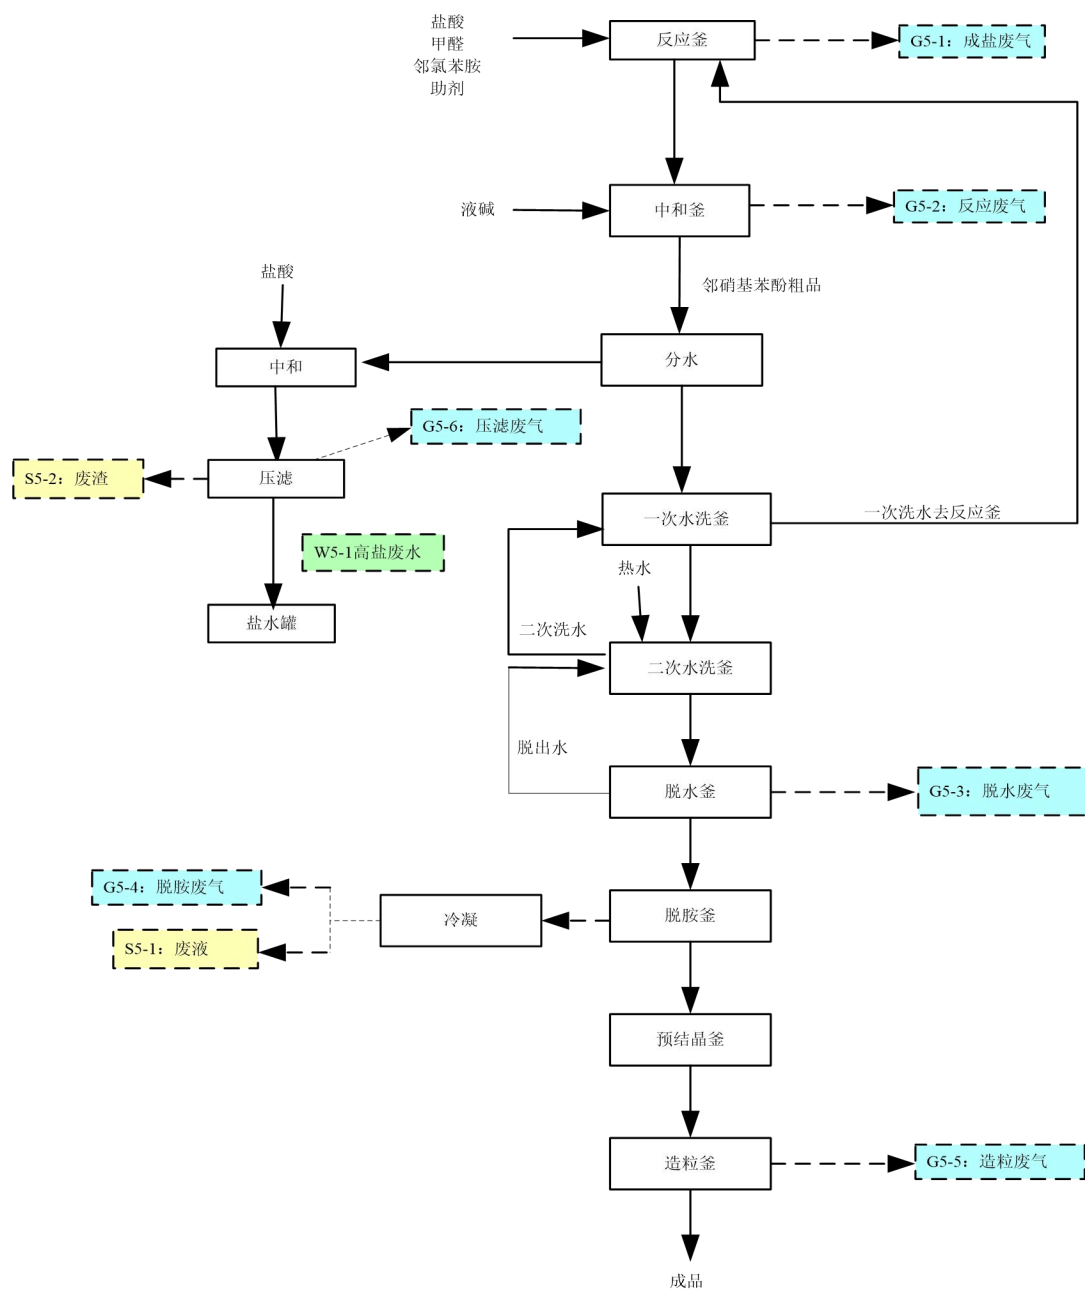 盐酸
甲醛
邻氯苯胺
助剂
反应釜
G5-1：成盐废气
液碱
中和釜
G5-2：反应废气
邻硝基苯酚粗品
盐酸
中和
分水
G5-6：压滤废气
S5-2：废渣
压滤
一次水洗釜
一次洗水去反应釜
W5-1高盐废水
热水
盐水罐
二次洗水
二次水洗釜
脱出水
脱水釜
G5-3：脱水废气
G5-4：脱胺废气
冷凝
脱胺釜
S5-1：废液
预结晶釜
造粒釜
G5-5：造粒废气
成品